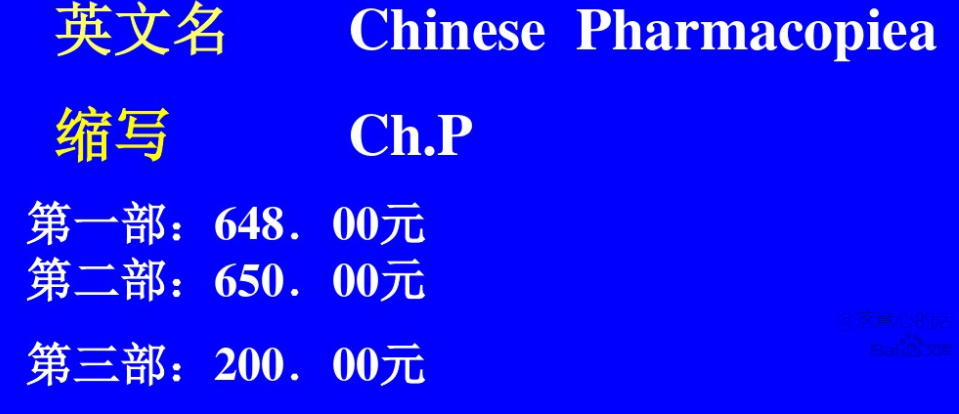 英文名 Chinese Pharmacopiea
缩写 Ch.P
第一部：648．00元
第二部：650．00元
第三部：200．00元